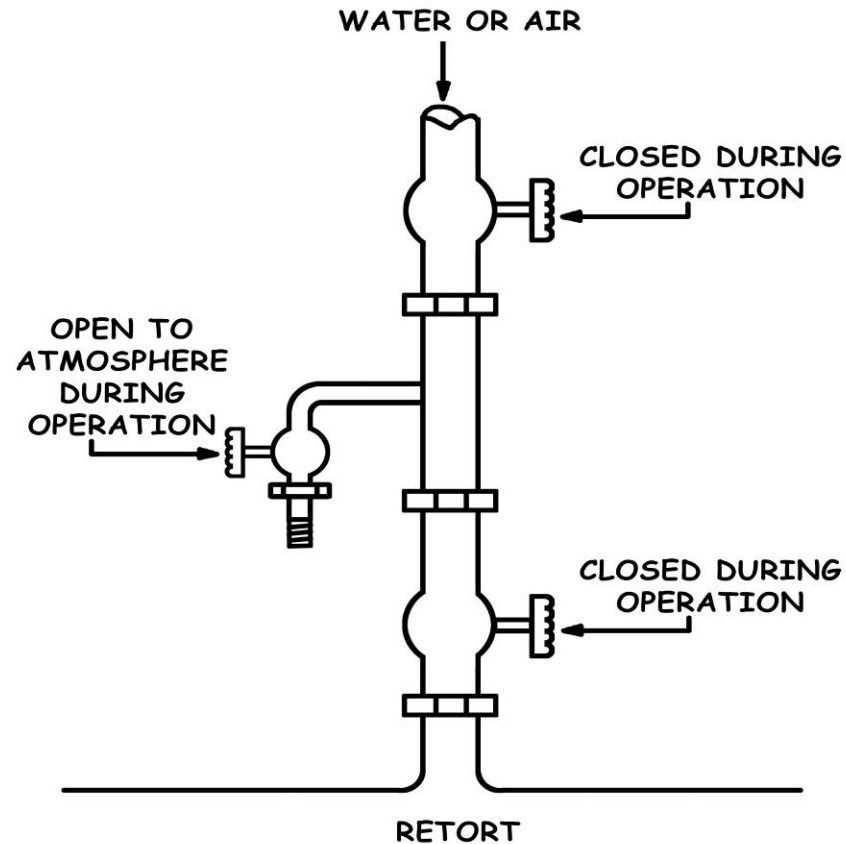 WATER OR AIR
CLOSED DURING
OPERATION
OPEN TO
ATMOSPHERE
DURING
OPERATION
CLOSED DURING
OPERATION
RETORT